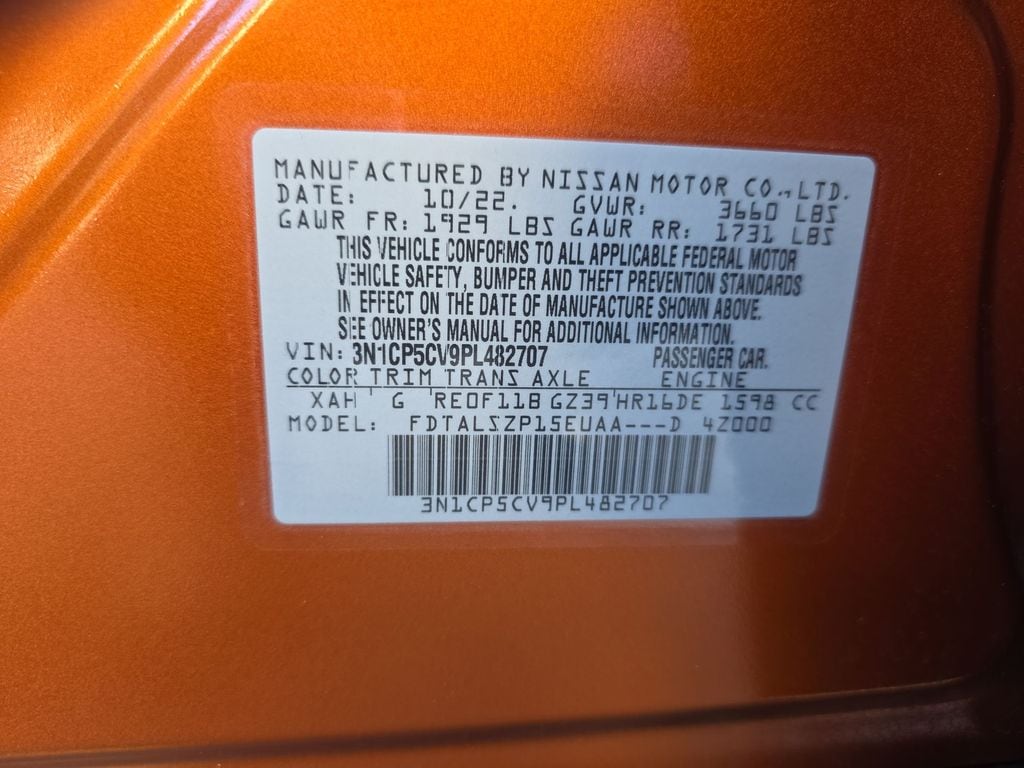 MANUFACTURED BY NISSAN MOTOR CO.,LTD.
DATE: 10/22. GVWR: 3660 LBS
GAWR FR: 1929 LBS GAWR RR: 1731 LBS
THIS VEHICLE CONFORMS TO ALL APPLICABLE FEDERAL MOTOR
VEHICLE SAFETY, BUMPER AND THEFT PREVENTION STANDARDS
IN EFFECT ON THE DATE OF MANUFACTURE SHOWN ABOVE.
SEE OWNER'S MANUAL FOR ADDITIONAL INFORMATION.
VIN: 3N1CP5CV9PL482707 PASSENGER CAR.
COLOR TRIM TRANS AXLE ENGINE
XAH G RE0F11B GZ39 HR16DE 1598 CC
MODEL: FDTALSZP15EUAA---D 4Z000
3N1CP5CV9PL482707